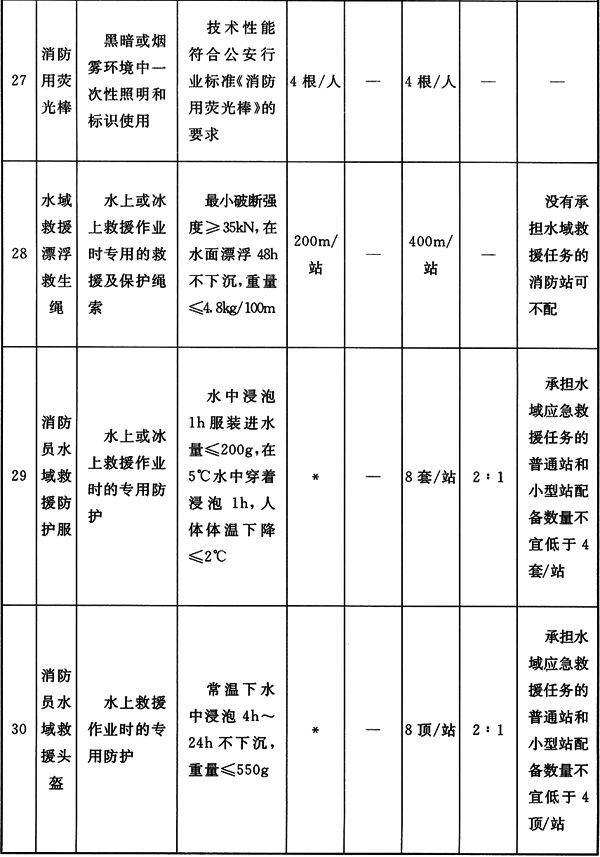 27
消防
用荧
光棒
黑暗或烟
雾环境中一
次性照明和
标识使用
技术性能
符合公安行
业标准《消防
用荧光棒》的
要求
4根/人
—
4根/人
—
—
28
水域
救援
漂浮
救生
绳
水上或冰
上救援作业
时专用的救
援及保护绳
索
最小破断强
度≥35kN,在
水面漂浮48h
不下沉,重量
≤4.8kg/100m
200m/
站
—
400m/
站
—
没有承
担水域救
援任务的
消防站可
不配
29
消防
员水
域救
援防
护服
水上或冰
上救援作业
时的专用防
护
水中浸泡
1h服装进水
量≤200g,在
5℃水中穿着
浸泡1h,人
体体温下降
≤2℃
*
—
8套/站
2∶1
承担水
域应急救
援任务的
普通站和
小型站配
备数量不
宜低于4
套/站
30
消防
员水
域救
援头
盔
水上救援
作业时的专
用防护
常温下水
中浸泡4h～
24h不下沉,
重量≤550g
*
—
8顶/站
2∶1
承担水
域应急救
援任务的
普通站和
小型站配
备数量不
宜低于4
顶/站